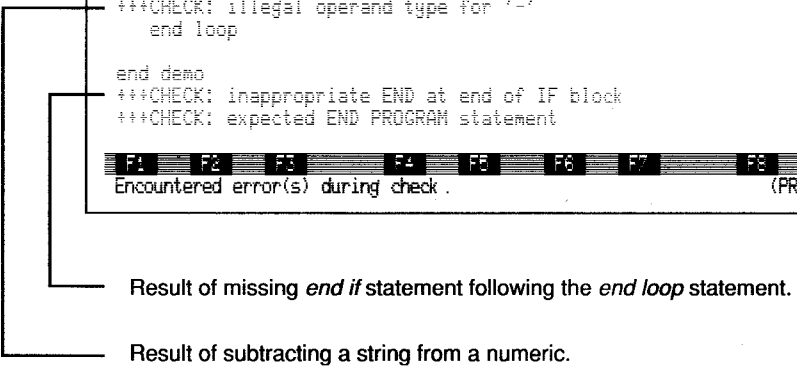 +++CHECK: illegal operand type for '-'
end loop
end demo
+++CHECK: inappropriate END at end of IF block
+++CHECK: expected END PROGRAM statement
F1 F2 F3 F4 F5 F6 F7 F8
Encountered error(s) during check. (PR
Result of missing end if statement following the end loop statement.
Result of subtracting a string from a numeric.